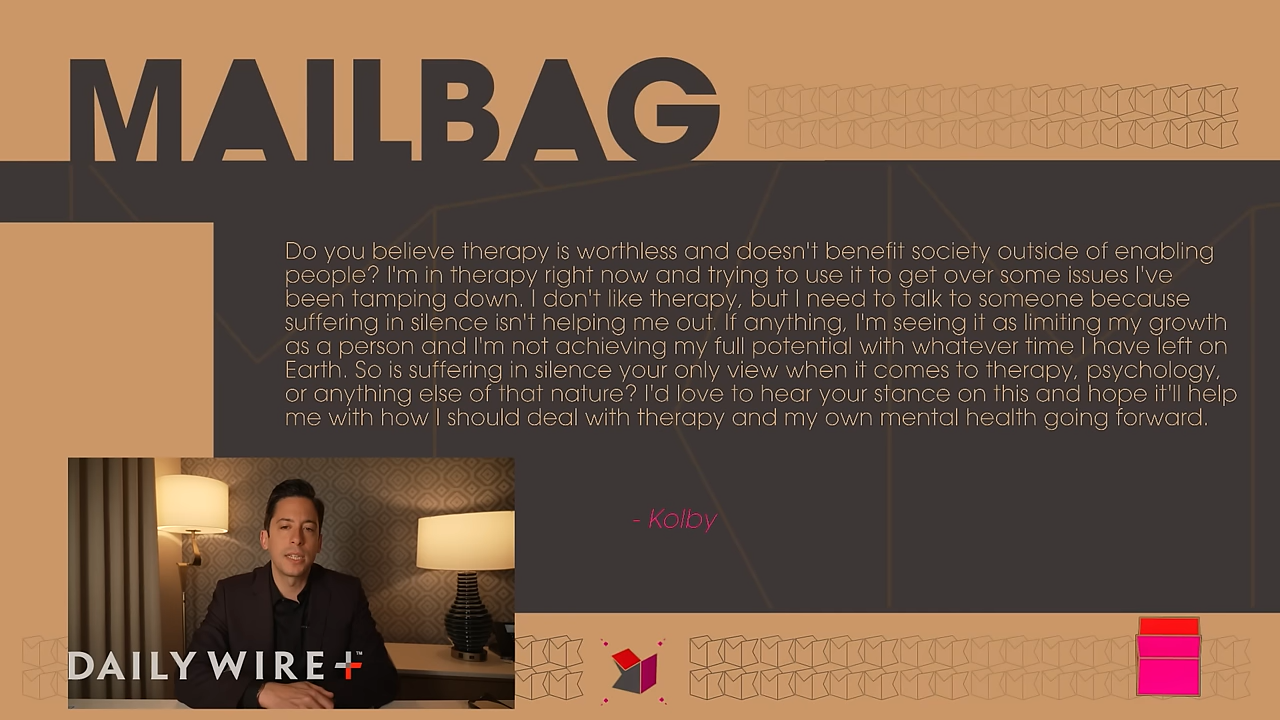 MAILBAG
Do you believe therapy is worthless and doesn't benefit society outside of enabling
people? I'm in therapy right now and trying to use it to get over some issues I've
been tamping down. I don't like therapy, but I need to talk to someone because
suffering in silence isn't helping me out. If anything, I'm seeing it as limiting my growth
as a person and I'm not achieving my full potential with whatever time I have left on
Earth. So is suffering in silence your only view when it comes to therapy, psychology,
or anything else of that nature? I'd love to hear your stance on this and hope it'll help
me with how I should deal with therapy and my own mental health going forward.
- Kolby
DAILY WIRE +™